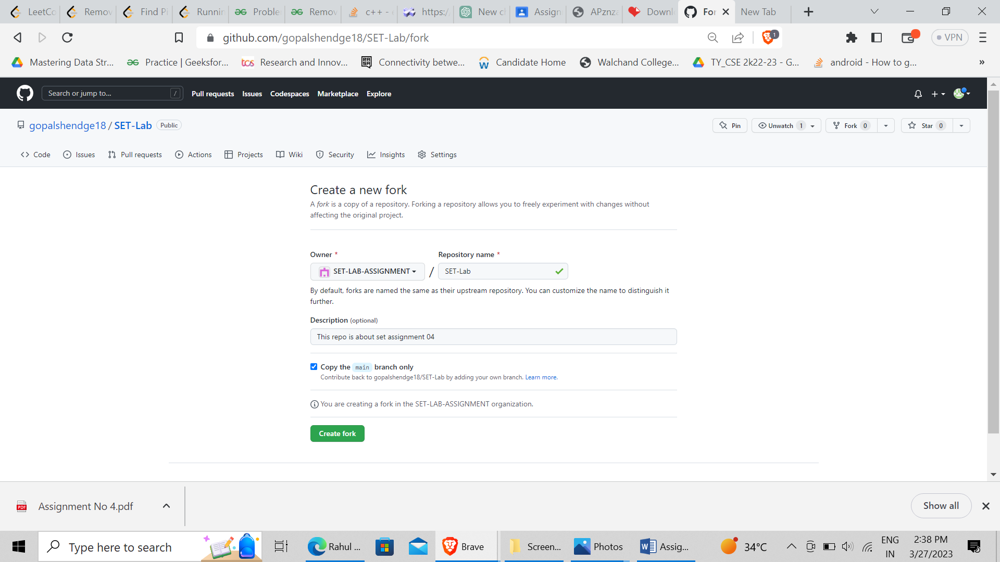 LeetCo
Remov
Find Pi
Runnin
Proble
Remov
c++ - c
https:/
New ch
Assign
APznza
Downl
For
New Tab
github.com/gopalshendge18/SET-Lab/fork
1
VPN
Mastering Data Str...
Practice | Geeksfor...
tcs Research and Innov...
RASA Connectivity betwe...
Candidate Home
Walchand College...
TY_CSE 2k22-23 - G...
android - How to g...
»
Search or jump to...
/
Pull requests
Issues
Codespaces
Marketplace
Explore
gopalshendge18 / SET-Lab Public
Pin
Unwatch 1
Fork 0
Star 0
Code
Issues
Pull requests
Actions
Projects
Wiki
Security
Insights
Settings
Create a new fork
A fork is a copy of a repository. Forking a repository allows you to freely experiment with changes without
affecting the original project.
Owner * Repository name *
SET-LAB-ASSIGNMENT / SET-Lab
By default, forks are named the same as their upstream repository. You can customize the name to distinguish it
further.
Description (optional)
This repo is about set assignment 04
Copy the main branch only
Contribute back to gopalshendge18/SET-Lab by adding your own branch. Learn more.
You are creating a fork in the SET-LAB-ASSIGNMENT organization.
Create fork
PDF Assignment No 4.pdf
Show all
Type here to search
Rahul ...
Brave
Screen...
Photos
Assig...
34°C
ENG
IN
2:38 PM
3/27/2023